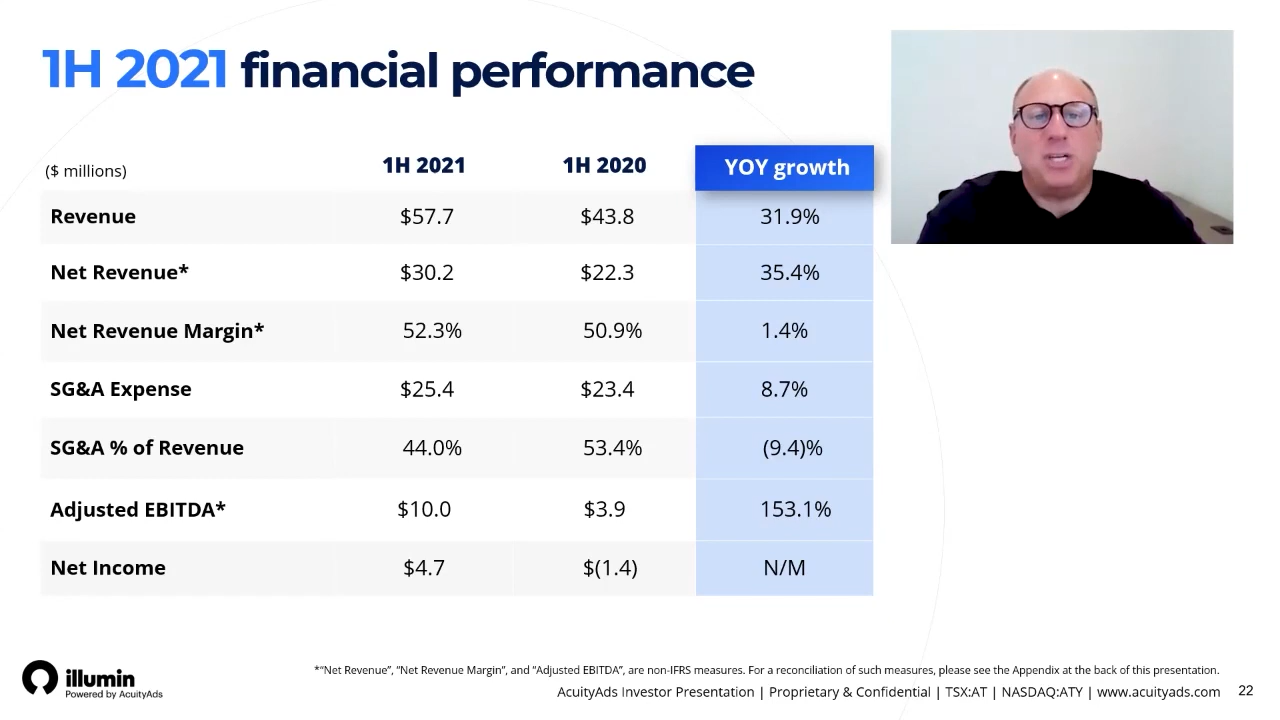 1H 2021 financial performance
($ millions) 1H 2021 1H 2020 YOY growth
Revenue $57.7 $43.8 31.9%
Net Revenue* $30.2 $22.3 35.4%
Net Revenue Margin* 52.3% 50.9% 1.4%
SG&A Expense $25.4 $23.4 8.7%
SG&A % of Revenue 44.0% 53.4% (9.4)%
Adjusted EBITDA* $10.0 $3.9 153.1%
Net Income $4.7 $(1.4) N/M
*“Net Revenue”, “Net Revenue Margin”, and “Adjusted EBITDA”, are non-IFRS measures. For a reconciliation of such measures, please see the Appendix at the back of this presentation.
illumin
Powered by AcuityAds
AcuityAds Investor Presentation | Proprietary & Confidential | TSX:AT | NASDAQ:ATY | www.acuityads.com 22